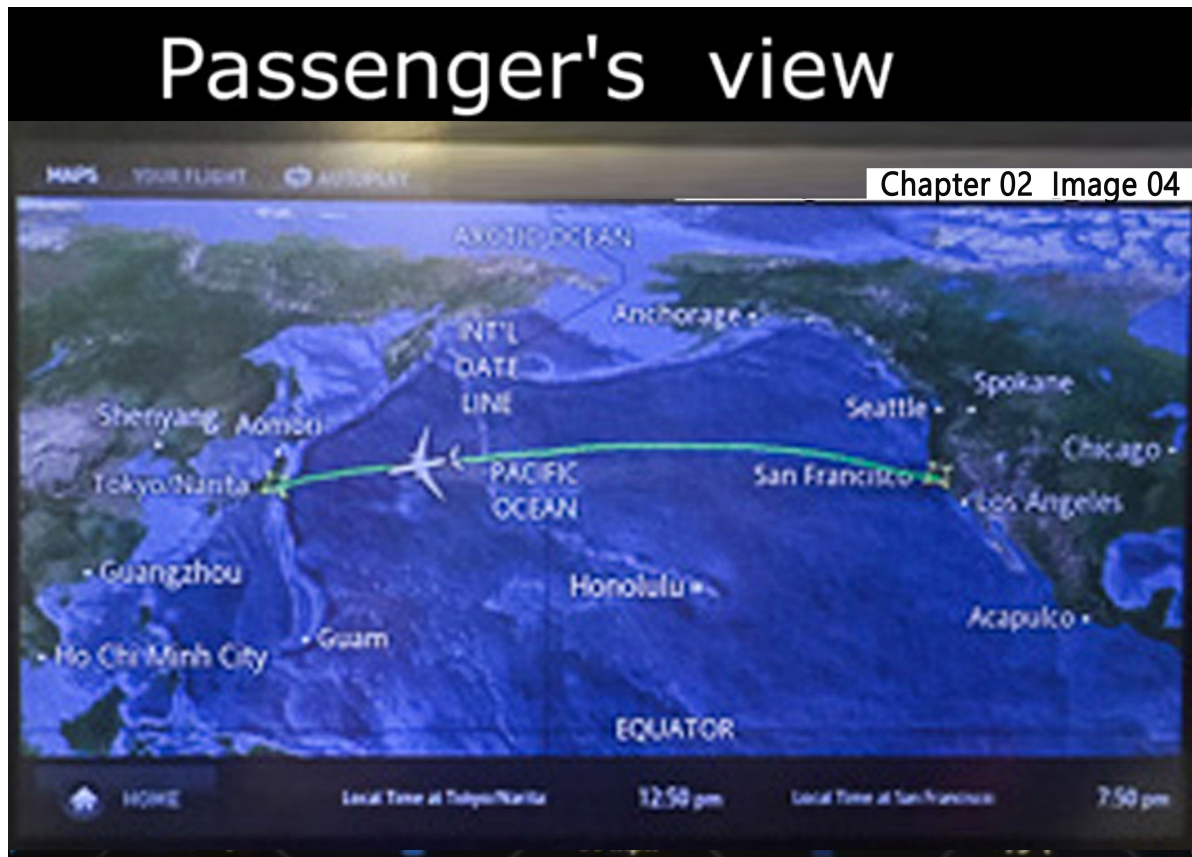 Passenger's view
MAPS YOUR FLIGHT AUTOPLAY
Chapter 02 Image 04
ARCTIC OCEAN
Anchorage
INT'L
DATE
LINE
Spokane
Seattle
Shenyang
Aomori
Chicago
PACIFIC
San Francisco
Tokyo/Narita
OCEAN
Los Angeles
Guangzhou
Honolulu
Acapulco
Guam
Ho Chi Minh City
EQUATOR
HOME Local Time at Tokyo/Narita 12:50 pm Local Time at San Francisco 7:50 pm